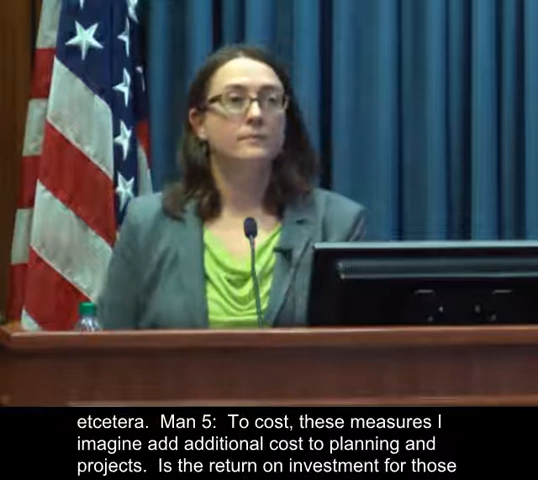 etcetera.  Man 5:  To cost, these measures I
imagine add additional cost to planning and
projects.  Is the return on investment for those